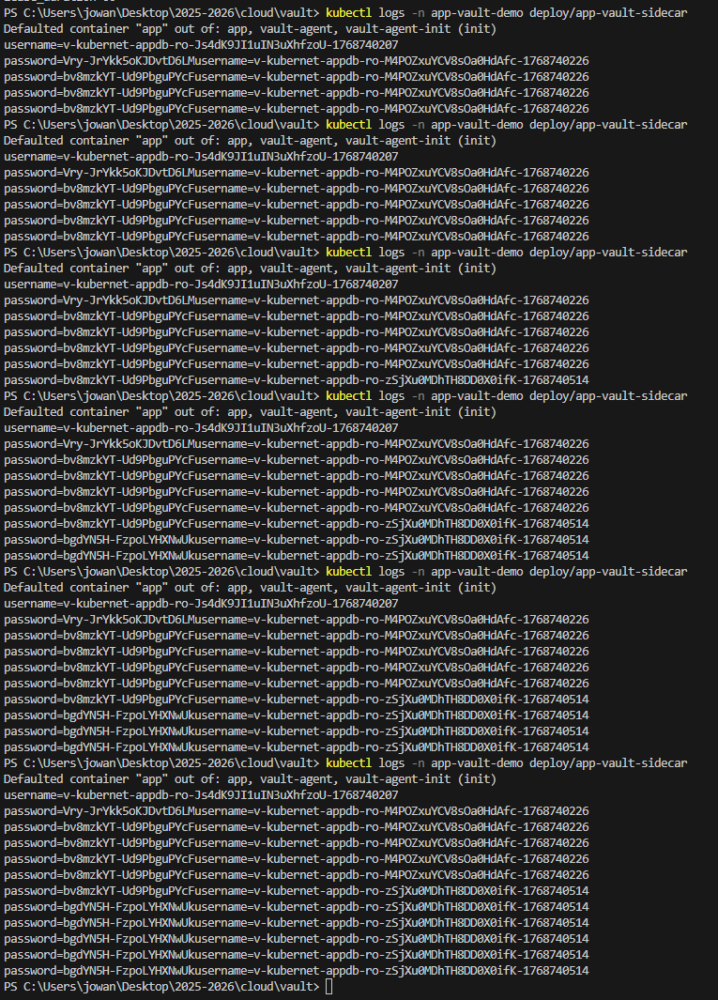 PS C:\Users\jowan\Desktop\2025-2026\cloud\vault> kubectl logs -n app-vault-demo deploy/app-vault-sidecar
Defaulted container "app" out of: app, vault-agent, vault-agent-init (init)
username=v-kubernet-appdb-ro-Js4dK9JI1uIN3uXhfzoU-1768740207
password=Vry-JrYkk5oKJDvtD6LMusername=v-kubernet-appdb-ro-M4POZxuYCV8sOa0HdAfc-1768740226
password=bv8mzkYT-Ud9PbguPYcFusername=v-kubernet-appdb-ro-M4POZxuYCV8sOa0HdAfc-1768740226
password=bv8mzkYT-Ud9PbguPYcFusername=v-kubernet-appdb-ro-M4POZxuYCV8sOa0HdAfc-1768740226
password=bv8mzkYT-Ud9PbguPYcFusername=v-kubernet-appdb-ro-M4POZxuYCV8sOa0HdAfc-1768740226
PS C:\Users\jowan\Desktop\2025-2026\cloud\vault> kubectl logs -n app-vault-demo deploy/app-vault-sidecar
Defaulted container "app" out of: app, vault-agent, vault-agent-init (init)
username=v-kubernet-appdb-ro-Js4dK9JI1uIN3uXhfzoU-1768740207
password=Vry-JrYkk5oKJDvtD6LMusername=v-kubernet-appdb-ro-M4POZxuYCV8sOa0HdAfc-1768740226
password=bv8mzkYT-Ud9PbguPYcFusername=v-kubernet-appdb-ro-M4POZxuYCV8sOa0HdAfc-1768740226
password=bv8mzkYT-Ud9PbguPYcFusername=v-kubernet-appdb-ro-M4POZxuYCV8sOa0HdAfc-1768740226
password=bv8mzkYT-Ud9PbguPYcFusername=v-kubernet-appdb-ro-M4POZxuYCV8sOa0HdAfc-1768740226
password=bv8mzkYT-Ud9PbguPYcFusername=v-kubernet-appdb-ro-M4POZxuYCV8sOa0HdAfc-1768740226
PS C:\Users\jowan\Desktop\2025-2026\cloud\vault> kubectl logs -n app-vault-demo deploy/app-vault-sidecar
Defaulted container "app" out of: app, vault-agent, vault-agent-init (init)
username=v-kubernet-appdb-ro-Js4dK9JI1uIN3uXhfzoU-1768740207
password=Vry-JrYkk5oKJDvtD6LMusername=v-kubernet-appdb-ro-M4POZxuYCV8sOa0HdAfc-1768740226
password=bv8mzkYT-Ud9PbguPYcFusername=v-kubernet-appdb-ro-M4POZxuYCV8sOa0HdAfc-1768740226
password=bv8mzkYT-Ud9PbguPYcFusername=v-kubernet-appdb-ro-M4POZxuYCV8sOa0HdAfc-1768740226
password=bv8mzkYT-Ud9PbguPYcFusername=v-kubernet-appdb-ro-M4POZxuYCV8sOa0HdAfc-1768740226
password=bv8mzkYT-Ud9PbguPYcFusername=v-kubernet-appdb-ro-M4POZxuYCV8sOa0HdAfc-1768740226
password=bv8mzkYT-Ud9PbguPYcFusername=v-kubernet-appdb-ro-zSjXu0MDhTH8DD0X0ifK-1768740514
PS C:\Users\jowan\Desktop\2025-2026\cloud\vault> kubectl logs -n app-vault-demo deploy/app-vault-sidecar
Defaulted container "app" out of: app, vault-agent, vault-agent-init (init)
username=v-kubernet-appdb-ro-Js4dK9JI1uIN3uXhfzoU-1768740207
password=Vry-JrYkk5oKJDvtD6LMusername=v-kubernet-appdb-ro-M4POZxuYCV8sOa0HdAfc-1768740226
password=bv8mzkYT-Ud9PbguPYcFusername=v-kubernet-appdb-ro-M4POZxuYCV8sOa0HdAfc-1768740226
password=bv8mzkYT-Ud9PbguPYcFusername=v-kubernet-appdb-ro-M4POZxuYCV8sOa0HdAfc-1768740226
password=bv8mzkYT-Ud9PbguPYcFusername=v-kubernet-appdb-ro-M4POZxuYCV8sOa0HdAfc-1768740226
password=bv8mzkYT-Ud9PbguPYcFusername=v-kubernet-appdb-ro-M4POZxuYCV8sOa0HdAfc-1768740226
password=bv8mzkYT-Ud9PbguPYcFusername=v-kubernet-appdb-ro-zSjXu0MDhTH8DD0X0ifK-1768740514
password=bgdYN5H-FzpoLYHXNwUkusername=v-kubernet-appdb-ro-zSjXu0MDhTH8DD0X0ifK-1768740514
password=bgdYN5H-FzpoLYHXNwUkusername=v-kubernet-appdb-ro-zSjXu0MDhTH8DD0X0ifK-1768740514
PS C:\Users\jowan\Desktop\2025-2026\cloud\vault> kubectl logs -n app-vault-demo deploy/app-vault-sidecar
Defaulted container "app" out of: app, vault-agent, vault-agent-init (init)
username=v-kubernet-appdb-ro-Js4dK9JI1uIN3uXhfzoU-1768740207
password=Vry-JrYkk5oKJDvtD6LMusername=v-kubernet-appdb-ro-M4POZxuYCV8sOa0HdAfc-1768740226
password=bv8mzkYT-Ud9PbguPYcFusername=v-kubernet-appdb-ro-M4POZxuYCV8sOa0HdAfc-1768740226
password=bv8mzkYT-Ud9PbguPYcFusername=v-kubernet-appdb-ro-M4POZxuYCV8sOa0HdAfc-1768740226
password=bv8mzkYT-Ud9PbguPYcFusername=v-kubernet-appdb-ro-M4POZxuYCV8sOa0HdAfc-1768740226
password=bv8mzkYT-Ud9PbguPYcFusername=v-kubernet-appdb-ro-M4POZxuYCV8sOa0HdAfc-1768740226
password=bv8mzkYT-Ud9PbguPYcFusername=v-kubernet-appdb-ro-zSjXu0MDhTH8DD0X0ifK-1768740514
password=bgdYN5H-FzpoLYHXNwUkusername=v-kubernet-appdb-ro-zSjXu0MDhTH8DD0X0ifK-1768740514
password=bgdYN5H-FzpoLYHXNwUkusername=v-kubernet-appdb-ro-zSjXu0MDhTH8DD0X0ifK-1768740514
password=bgdYN5H-FzpoLYHXNwUkusername=v-kubernet-appdb-ro-zSjXu0MDhTH8DD0X0ifK-1768740514
PS C:\Users\jowan\Desktop\2025-2026\cloud\vault> kubectl logs -n app-vault-demo deploy/app-vault-sidecar
Defaulted container "app" out of: app, vault-agent, vault-agent-init (init)
username=v-kubernet-appdb-ro-Js4dK9JI1uIN3uXhfzoU-1768740207
password=Vry-JrYkk5oKJDvtD6LMusername=v-kubernet-appdb-ro-M4POZxuYCV8sOa0HdAfc-1768740226
password=bv8mzkYT-Ud9PbguPYcFusername=v-kubernet-appdb-ro-M4POZxuYCV8sOa0HdAfc-1768740226
password=bv8mzkYT-Ud9PbguPYcFusername=v-kubernet-appdb-ro-M4POZxuYCV8sOa0HdAfc-1768740226
password=bv8mzkYT-Ud9PbguPYcFusername=v-kubernet-appdb-ro-M4POZxuYCV8sOa0HdAfc-1768740226
password=bv8mzkYT-Ud9PbguPYcFusername=v-kubernet-appdb-ro-M4POZxuYCV8sOa0HdAfc-1768740226
password=bv8mzkYT-Ud9PbguPYcFusername=v-kubernet-appdb-ro-zSjXu0MDhTH8DD0X0ifK-1768740514
password=bgdYN5H-FzpoLYHXNwUkusername=v-kubernet-appdb-ro-zSjXu0MDhTH8DD0X0ifK-1768740514
password=bgdYN5H-FzpoLYHXNwUkusername=v-kubernet-appdb-ro-zSjXu0MDhTH8DD0X0ifK-1768740514
password=bgdYN5H-FzpoLYHXNwUkusername=v-kubernet-appdb-ro-zSjXu0MDhTH8DD0X0ifK-1768740514
password=bgdYN5H-FzpoLYHXNwUkusername=v-kubernet-appdb-ro-zSjXu0MDhTH8DD0X0ifK-1768740514
password=bgdYN5H-FzpoLYHXNwUkusername=v-kubernet-appdb-ro-zSjXu0MDhTH8DD0X0ifK-1768740514
PS C:\Users\jowan\Desktop\2025-2026\cloud\vault>